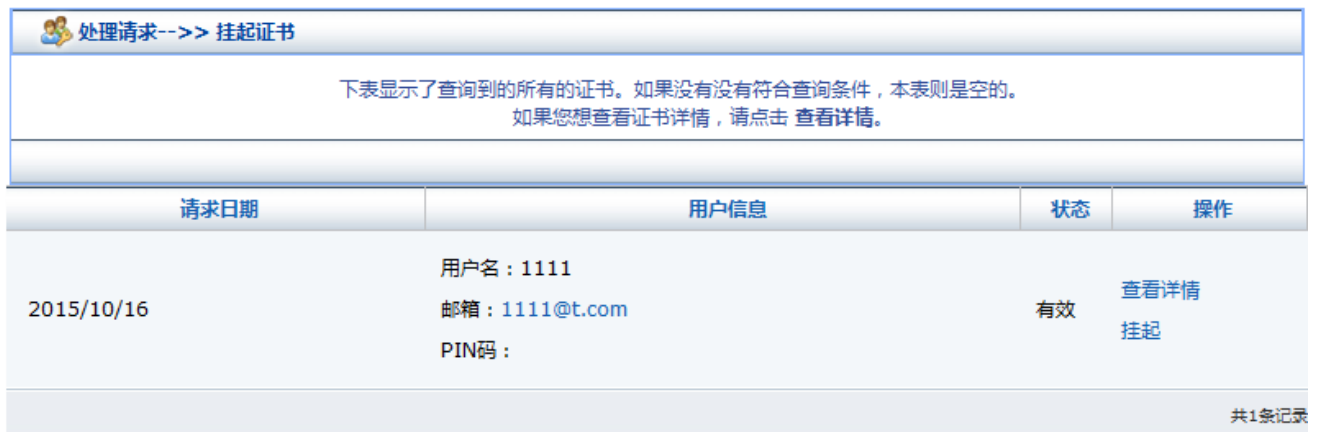 处理请求-->> 挂起证书
下表显示了查询到的所有的证书。如果没有没有符合查询条件，本表则是空的。
如果您想查看证书详情，请点击 查看详情。
请求日期 用户信息 状态 操作
用户名：1111
邮箱：1111@t.com
PIN码：
2015/10/16
有效
查看详情
挂起
共1条记录